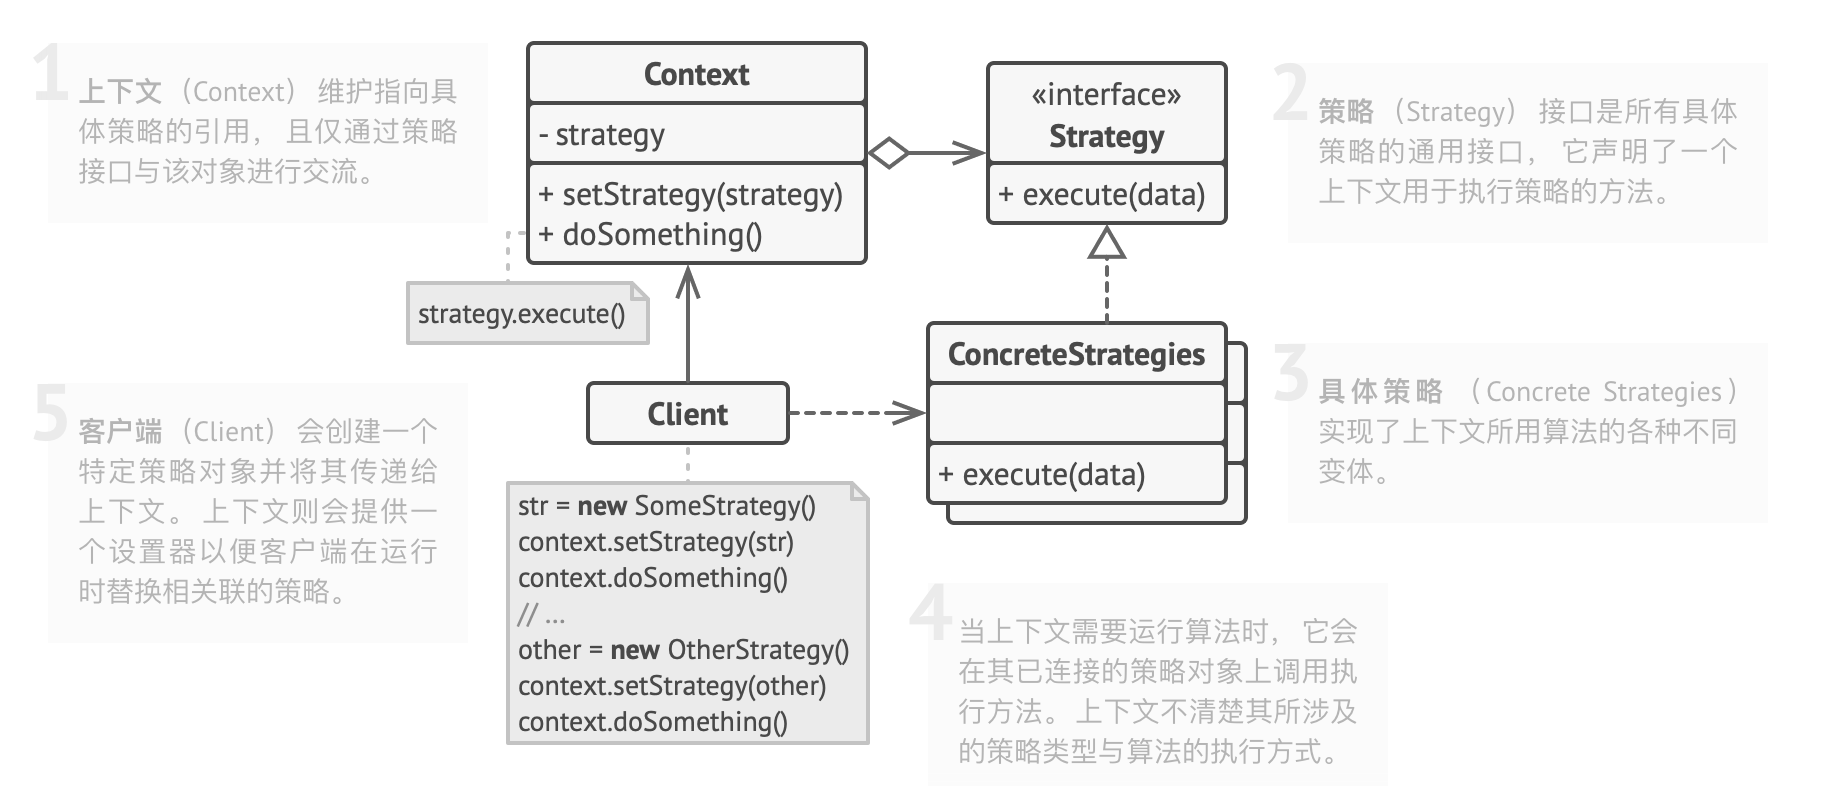 1
上下文（Context）维护指向具
体策略的引用，且仅通过策略
接口与该对象进行交流。
Context
- strategy
+ setStrategy(strategy)
+ doSomething()
strategy.execute()
«interface»
Strategy
+ execute(data)
2
策略（Strategy）接口是所有具体
策略的通用接口，它声明了一个
上下文用于执行策略的方法。
ConcreteStrategies
+ execute(data)
3
具体策略（Concrete Strategies）
实现了上下文所用算法的各种不同
变体。
Client
str = new SomeStrategy()
context.setStrategy(str)
context.doSomething()
// ...
other = new OtherStrategy()
context.setStrategy(other)
context.doSomething()
4
当上下文需要运行算法时，它会
在其已连接的策略对象上调用执
行方法。上下文不清楚其所涉及
的策略类型与算法的执行方式。
5
客户端（Client）会创建一个
特定策略对象并将其传递给
上下文。上下文则会提供一
个设置器以便客户端在运行
时替换相关联的策略。